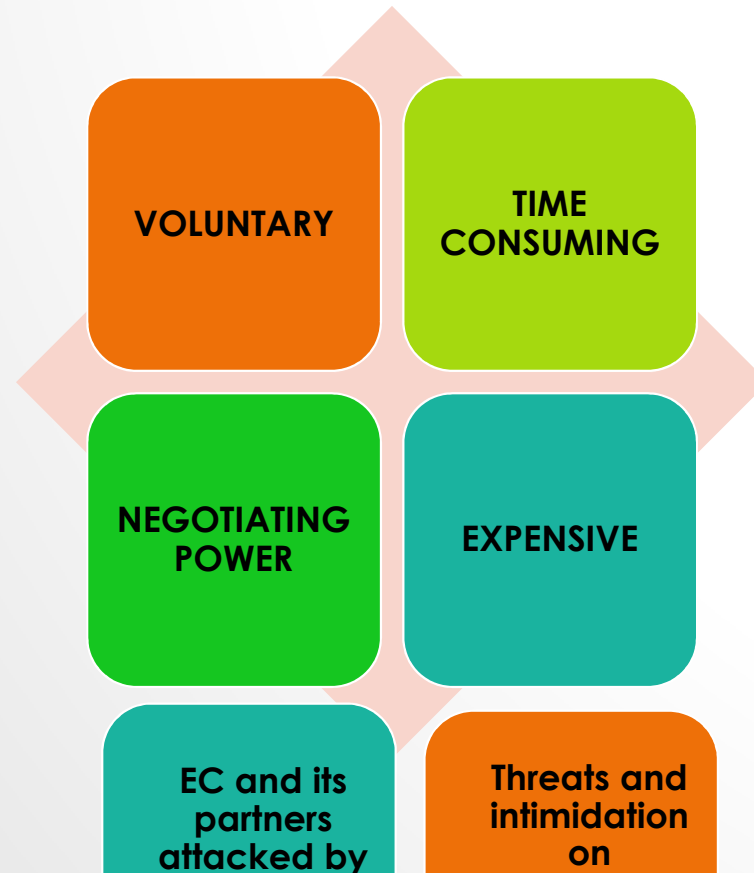 VOLUNTARY
TIME
CONSUMING
NEGOTIATING
POWER
EXPENSIVE
EC and its
partners
attacked by
Threats and
intimidation
on